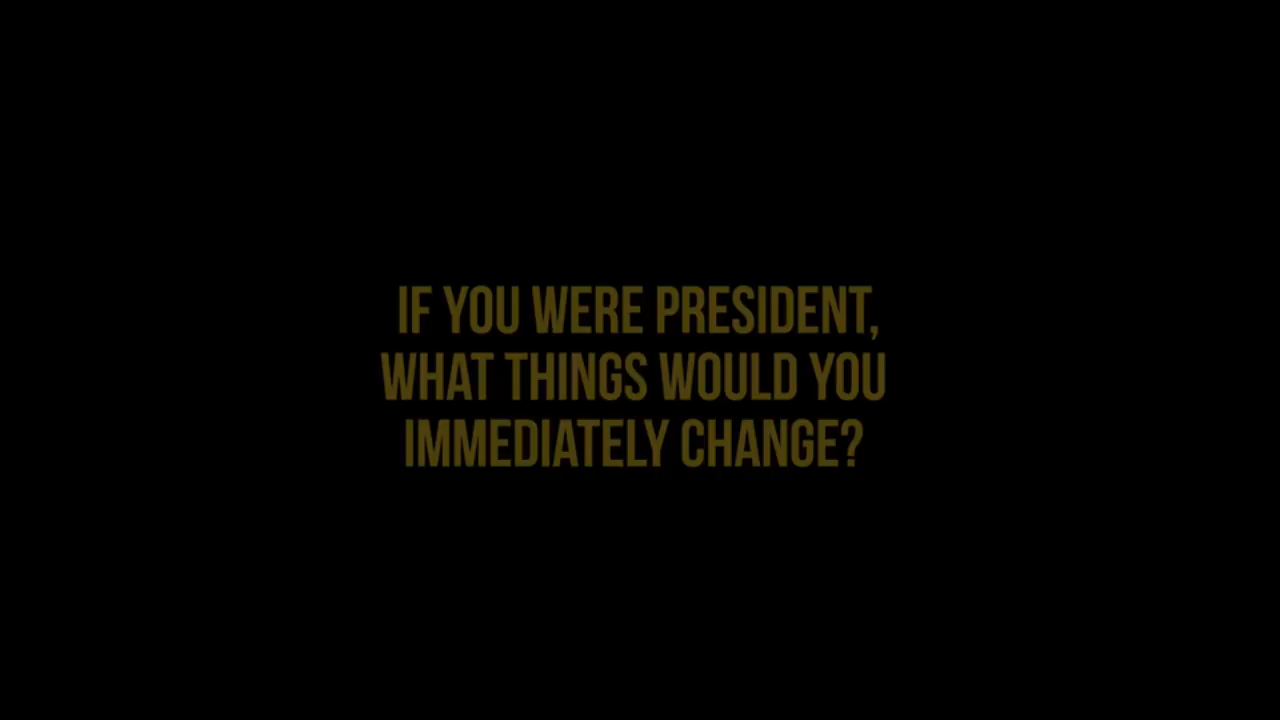 IF YOU WERE PRESIDENT,
WHAT THINGS WOULD YOU
IMMEDIATELY CHANGE?